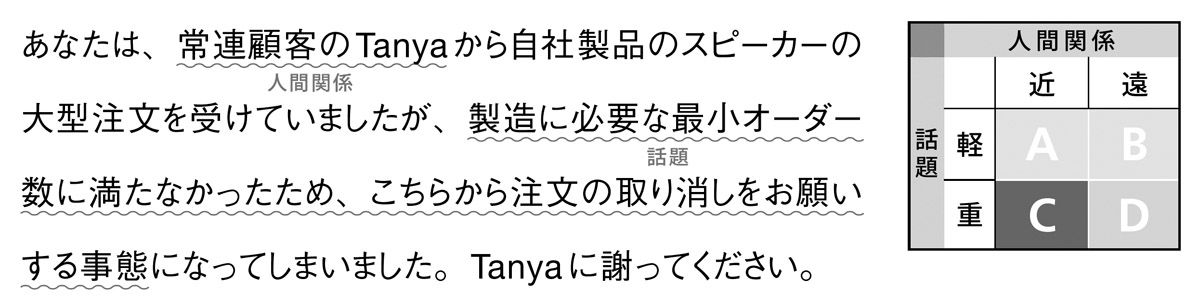 あなたは、常連顧客のTanyaから自社製品のスピーカーの
人間関係
大型注文を受けていましたが、製造に必要な最小オーダー
話題
数に満たなかったため、こちらから注文の取り消しをお願い
する事態になってしまいました。Tanyaに謝ってください。
人間関係
近 遠
話題
軽 A B
重 C D